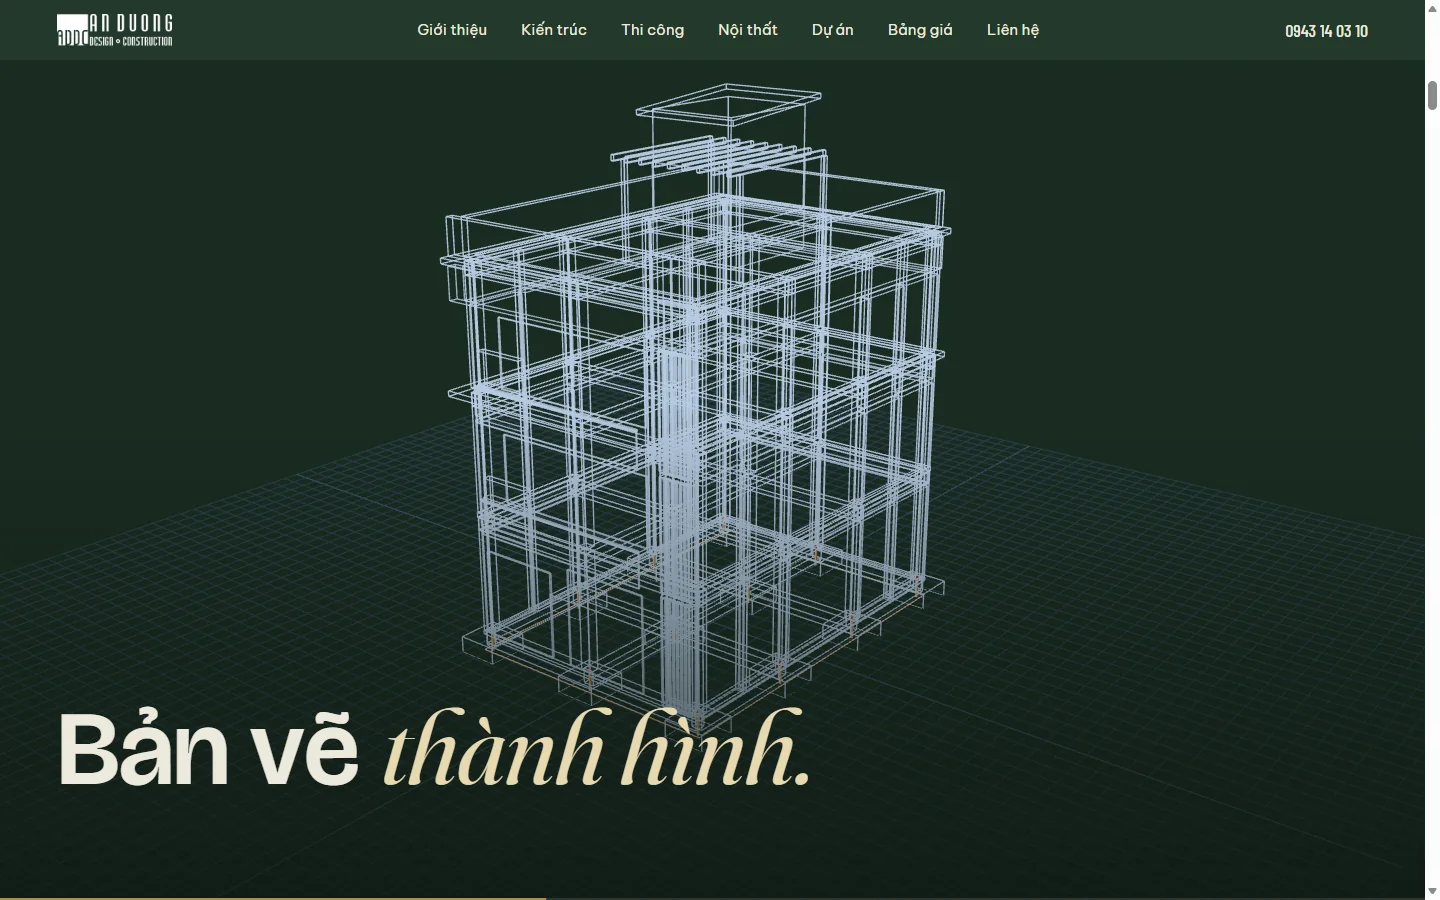 AN DUONG
ADDC DESIGN + CONSTRUCTION
Giới thiệu
Kiến trúc
Thi công
Nội thất
Dự án
Bảng giá
Liên hệ
0943 14 03 10
Bản vẽ thành hình.